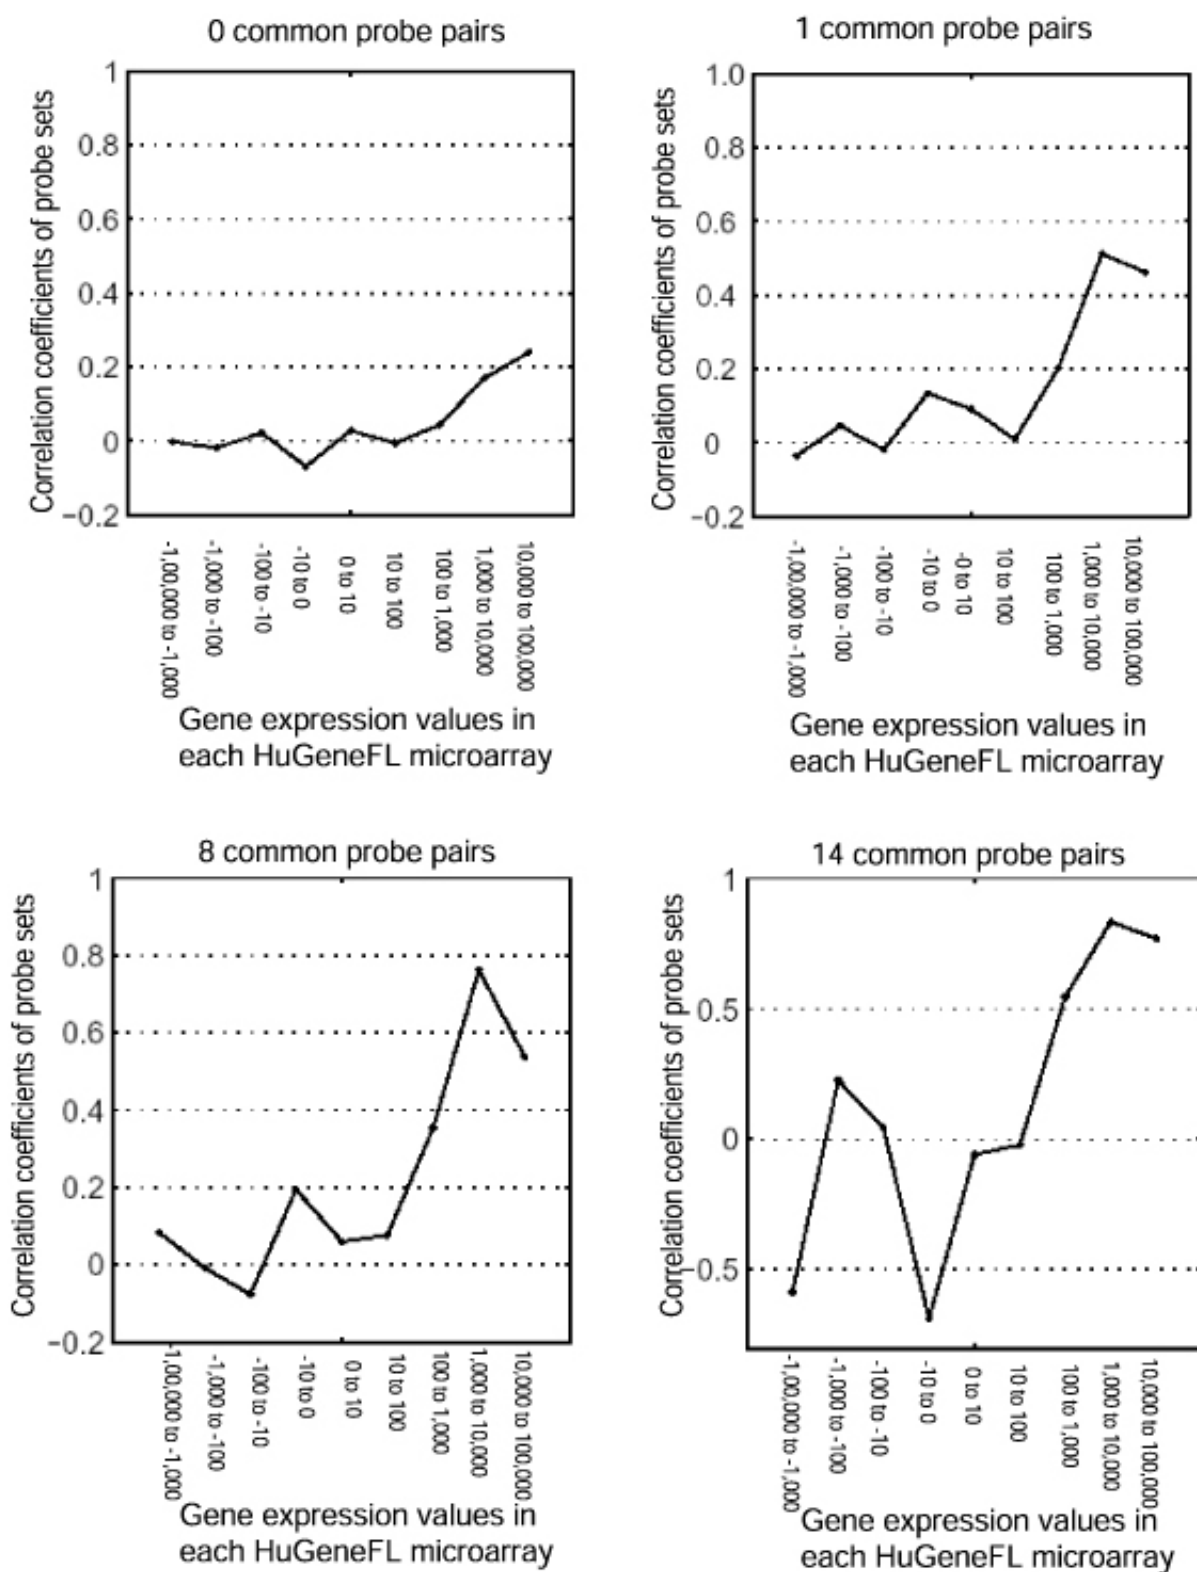 0 common probe pairs
Correlation coefficients of probe sets
1
0.8
0.6
0.4
0.2
0
−0.2
-1,00,000 to -1,000
-1,000 to -100
-100 to -10
-10 to 0
0 to 10
10 to 100
100 to 1,000
1,000 to 10,000
10,000 to 100,000
Gene expression values in
each HuGeneFL microarray
1 common probe pairs
Correlation coefficients of probe sets
1.0
0.8
0.6
0.4
0.2
0
−0.2
-1,00,000 to -1,000
-1,000 to -100
-100 to -10
-10 to 0
-0 to 10
10 to 100
100 to 1,000
1,000 to 10,000
10,000 to 100,000
Gene expression values in
each HuGeneFL microarray
8 common probe pairs
Correlation coefficients of probe sets
1
0.8
0.6
0.4
0.2
0
−0.2
-1,00,000 to -1,000
-1,000 to -100
-100 to -10
-10 to 0
0 to 10
10 to 100
100 to 1,000
1,000 to 10,000
10,000 to 100,000
Gene expression values in
each HuGeneFL microarray
14 common probe pairs
Correlation coefficients of probe sets
1
0.5
0
−0.5
-1,00,000 to -1,000
-1,000 to -100
-100 to -10
-10 to 0
0 to 10
10 to 100
100 to 1,000
1,000 to 10,000
10,000 to 100,000
Gene expression values in
each HuGeneFL microarray